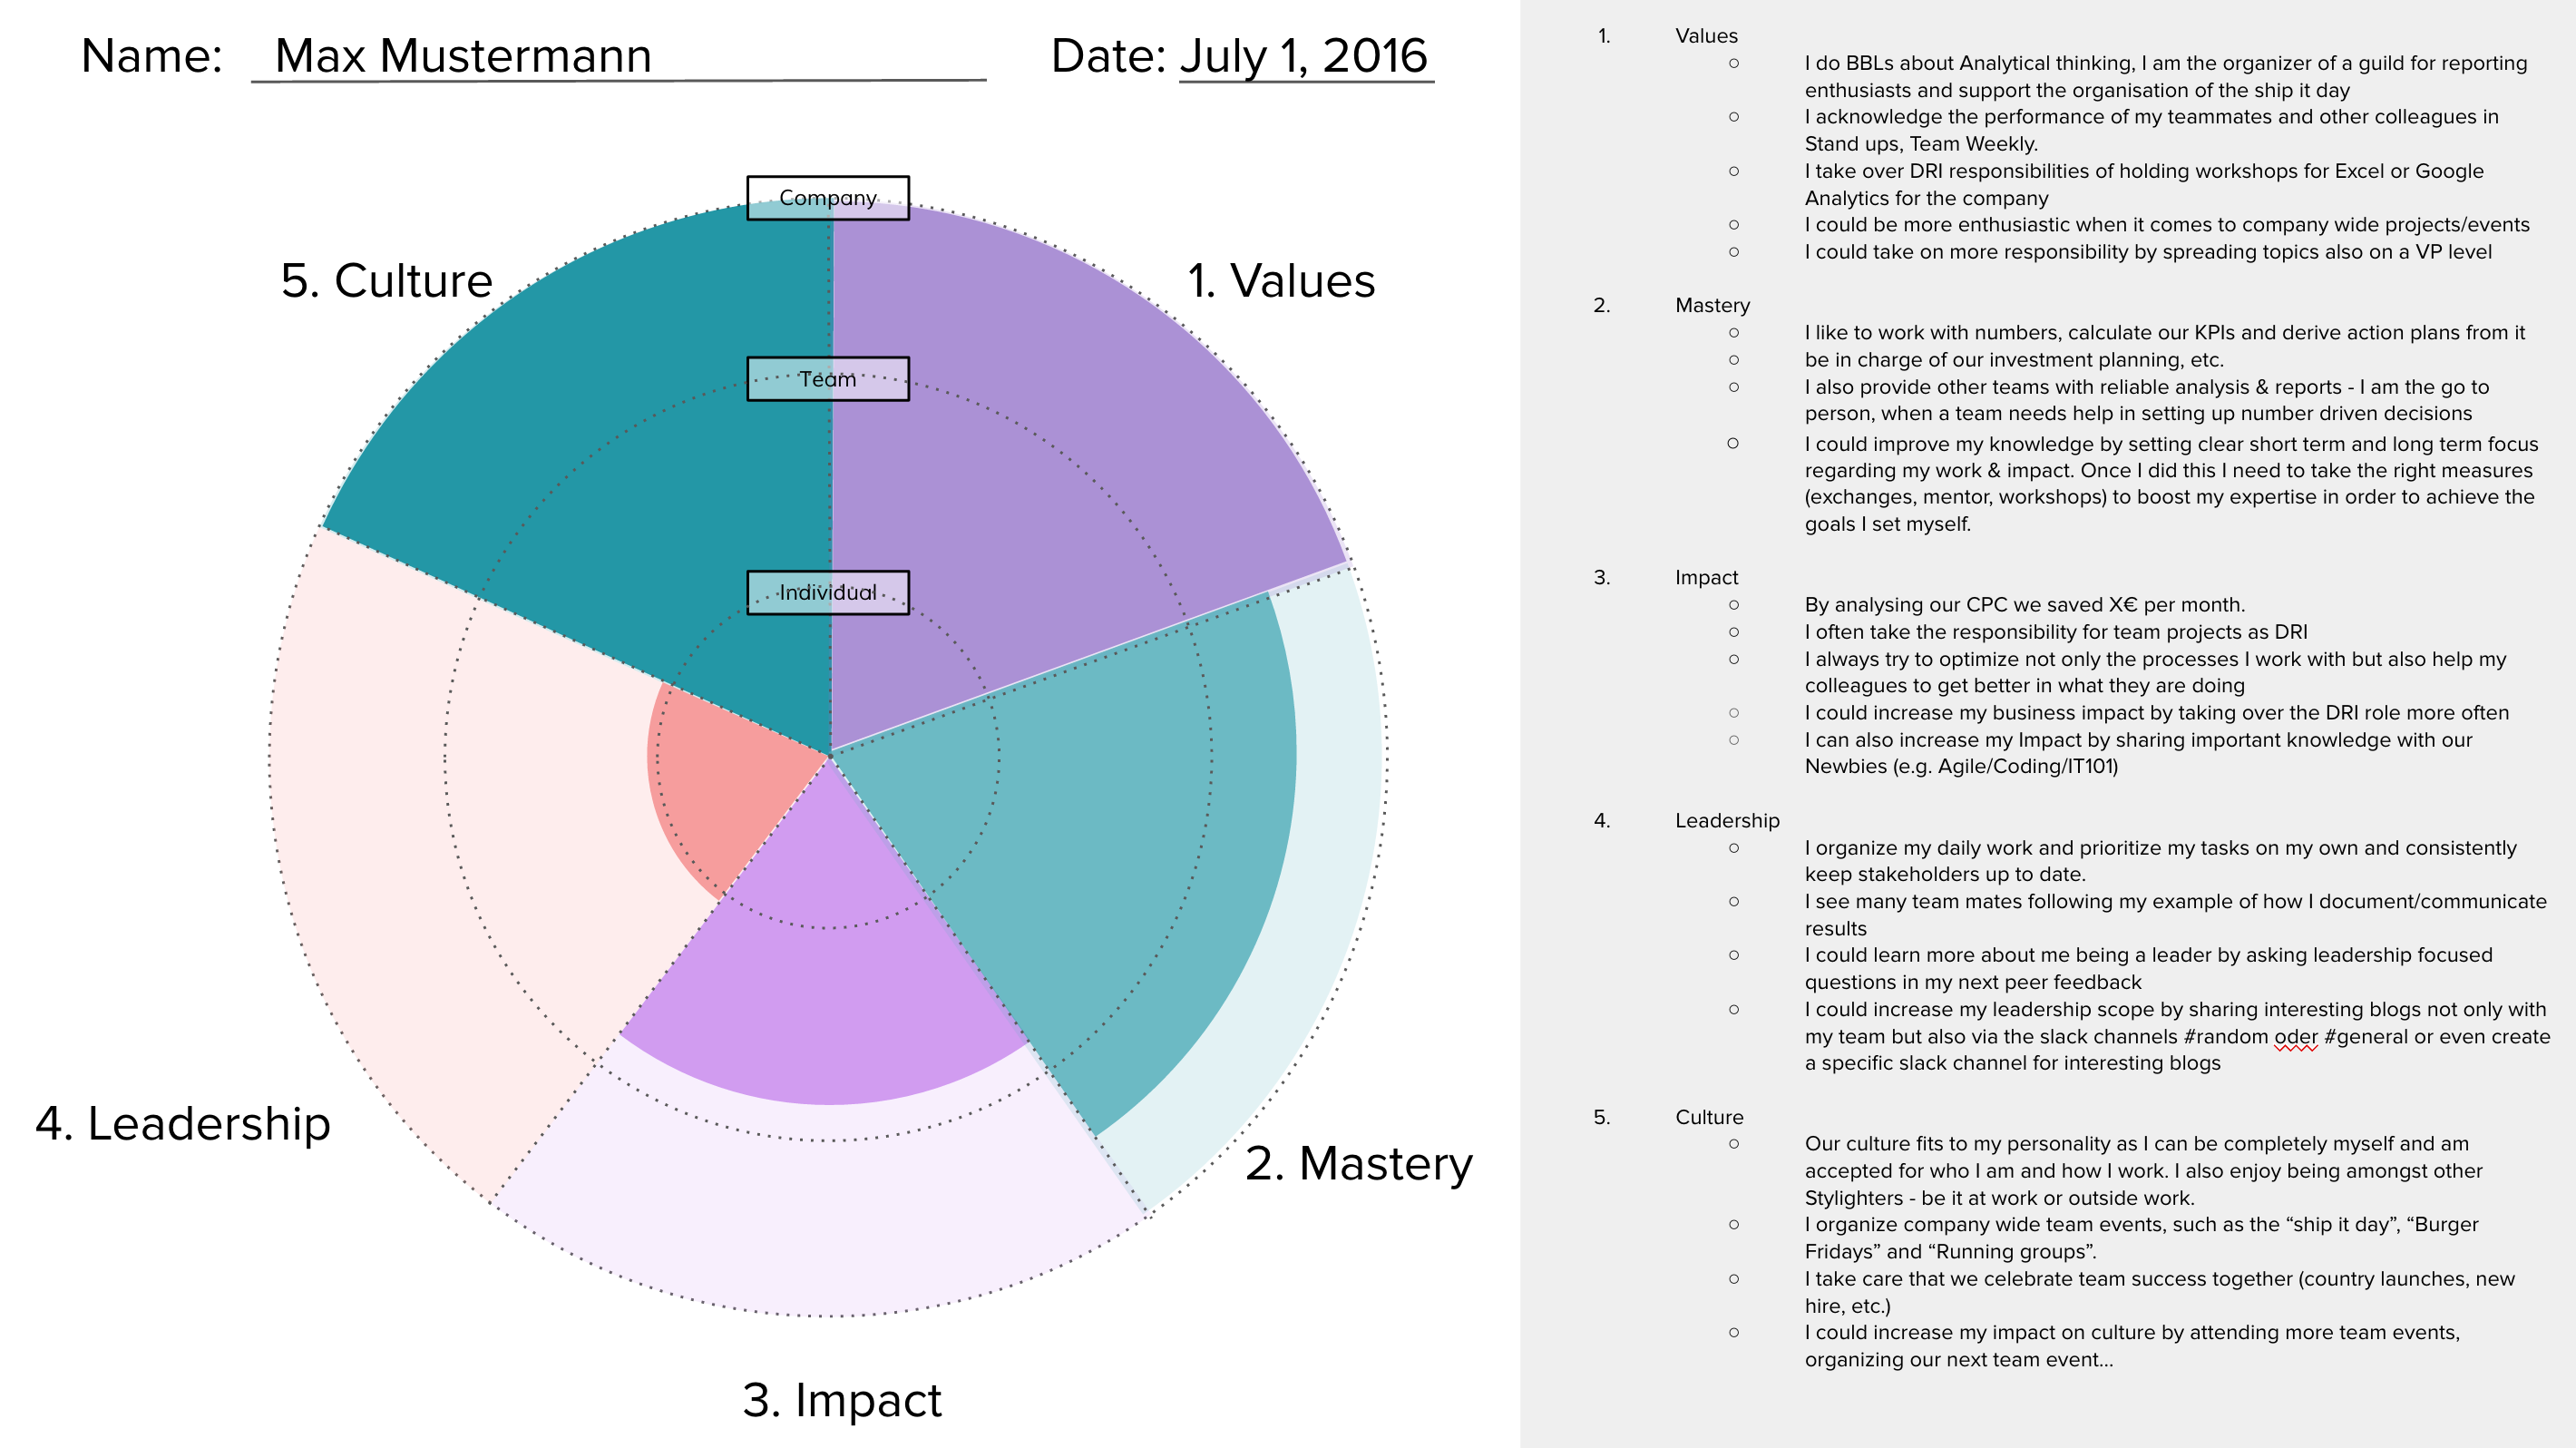 Name: Max Mustermann
Date: July 1, 2016
Company
Team
Individual
5. Culture
1. Values
4. Leadership
2. Mastery
3. Impact
1. Values
○ I do BBLs about Analytical thinking, I am the organizer of a guild for reporting
enthusiasts and support the organisation of the ship it day
○ I acknowledge the performance of my teammates and other colleagues in
Stand ups, Team Weekly.
○ I take over DRI responsibilities of holding workshops for Excel or Google
Analytics for the company
○ I could be more enthusiastic when it comes to company wide projects/events
○ I could take on more responsibility by spreading topics also on a VP level
2. Mastery
○ I like to work with numbers, calculate our KPIs and derive action plans from it
○ be in charge of our investment planning, etc.
○ I also provide other teams with reliable analysis & reports - I am the go to
person, when a team needs help in setting up number driven decisions
○ I could improve my knowledge by setting clear short term and long term focus
regarding my work & impact. Once I did this I need to take the right measures
(exchanges, mentor, workshops) to boost my expertise in order to achieve the
goals I set myself.
3. Impact
○ By analysing our CPC we saved X€ per month.
○ I often take the responsibility for team projects as DRI
○ I always try to optimize not only the processes I work with but also help my
colleagues to get better in what they are doing
○ I could increase my business impact by taking over the DRI role more often
○ I can also increase my Impact by sharing important knowledge with our
Newbies (e.g. Agile/Coding/IT101)
4. Leadership
○ I organize my daily work and prioritize my tasks on my own and consistently
keep stakeholders up to date.
○ I see many team mates following my example of how I document/communicate
results
○ I could learn more about me being a leader by asking leadership focused
questions in my next peer feedback
○ I could increase my leadership scope by sharing interesting blogs not only with
my team but also via the slack channels #random oder #general or even create
a specific slack channel for interesting blogs
5. Culture
○ Our culture fits to my personality as I can be completely myself and am
accepted for who I am and how I work. I also enjoy being amongst other
Stylighters - be it at work or outside work.
○ I organize company wide team events, such as the “ship it day”, “Burger
Fridays” and “Running groups”.
○ I take care that we celebrate team success together (country launches, new
hire, etc.)
○ I could increase my impact on culture by attending more team events,
organizing our next team event...